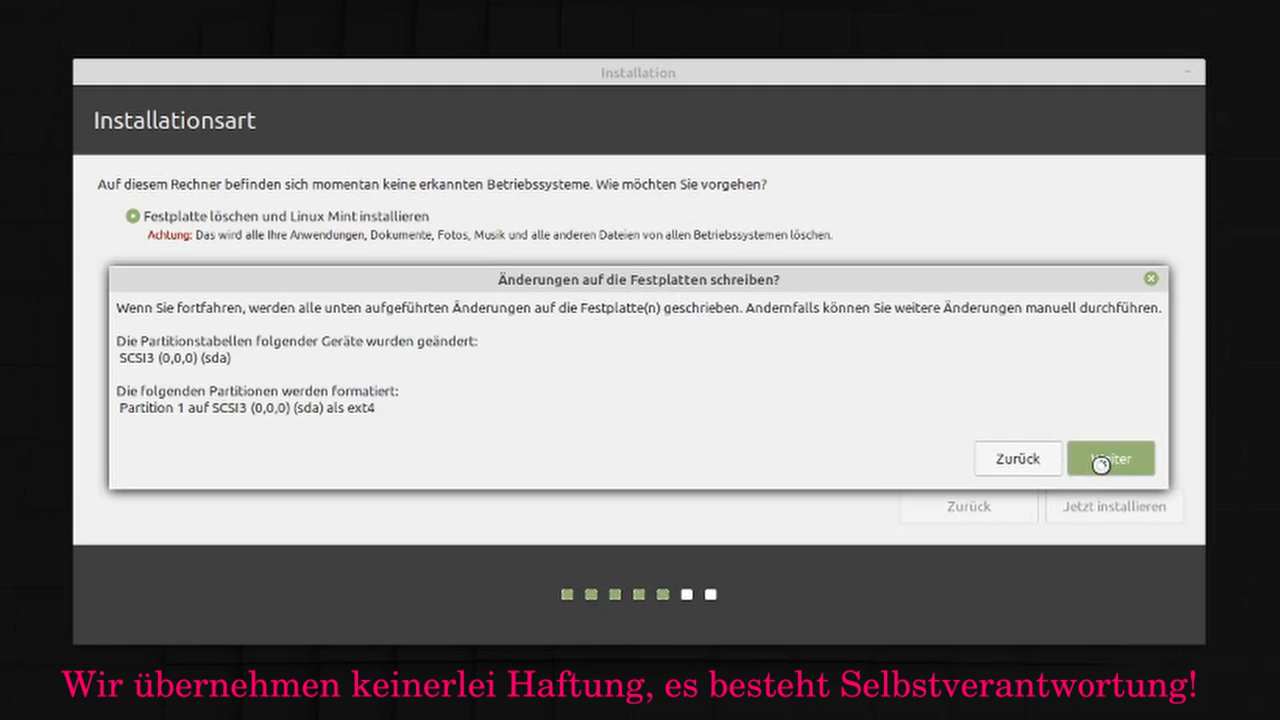 Installation
Installationsart
Auf diesem Rechner befinden sich momentan keine erkannten Betriebssysteme. Wie möchten Sie vorgehen?
Festplatte löschen und Linux Mint installieren
Achtung: Das wird alle Ihre Anwendungen, Dokumente, Fotos, Musik und alle anderen Dateien von allen Betriebssystemen löschen.
Änderungen auf die Festplatten schreiben?
Wenn Sie fortfahren, werden alle unten aufgeführten Änderungen auf die Festplatte(n) geschrieben. Andernfalls können Sie weitere Änderungen manuell durchführen.
Die Partitionstabellen folgender Geräte wurden geändert:
SCSI3 (0,0,0) (sda)
Die folgenden Partitionen werden formatiert:
Partition 1 auf SCSI3 (0,0,0) (sda) als ext4
Zurück Weiter
Zurück Jetzt installieren
Wir übernehmen keinerlei Haftung, es besteht Selbstverantwortung!